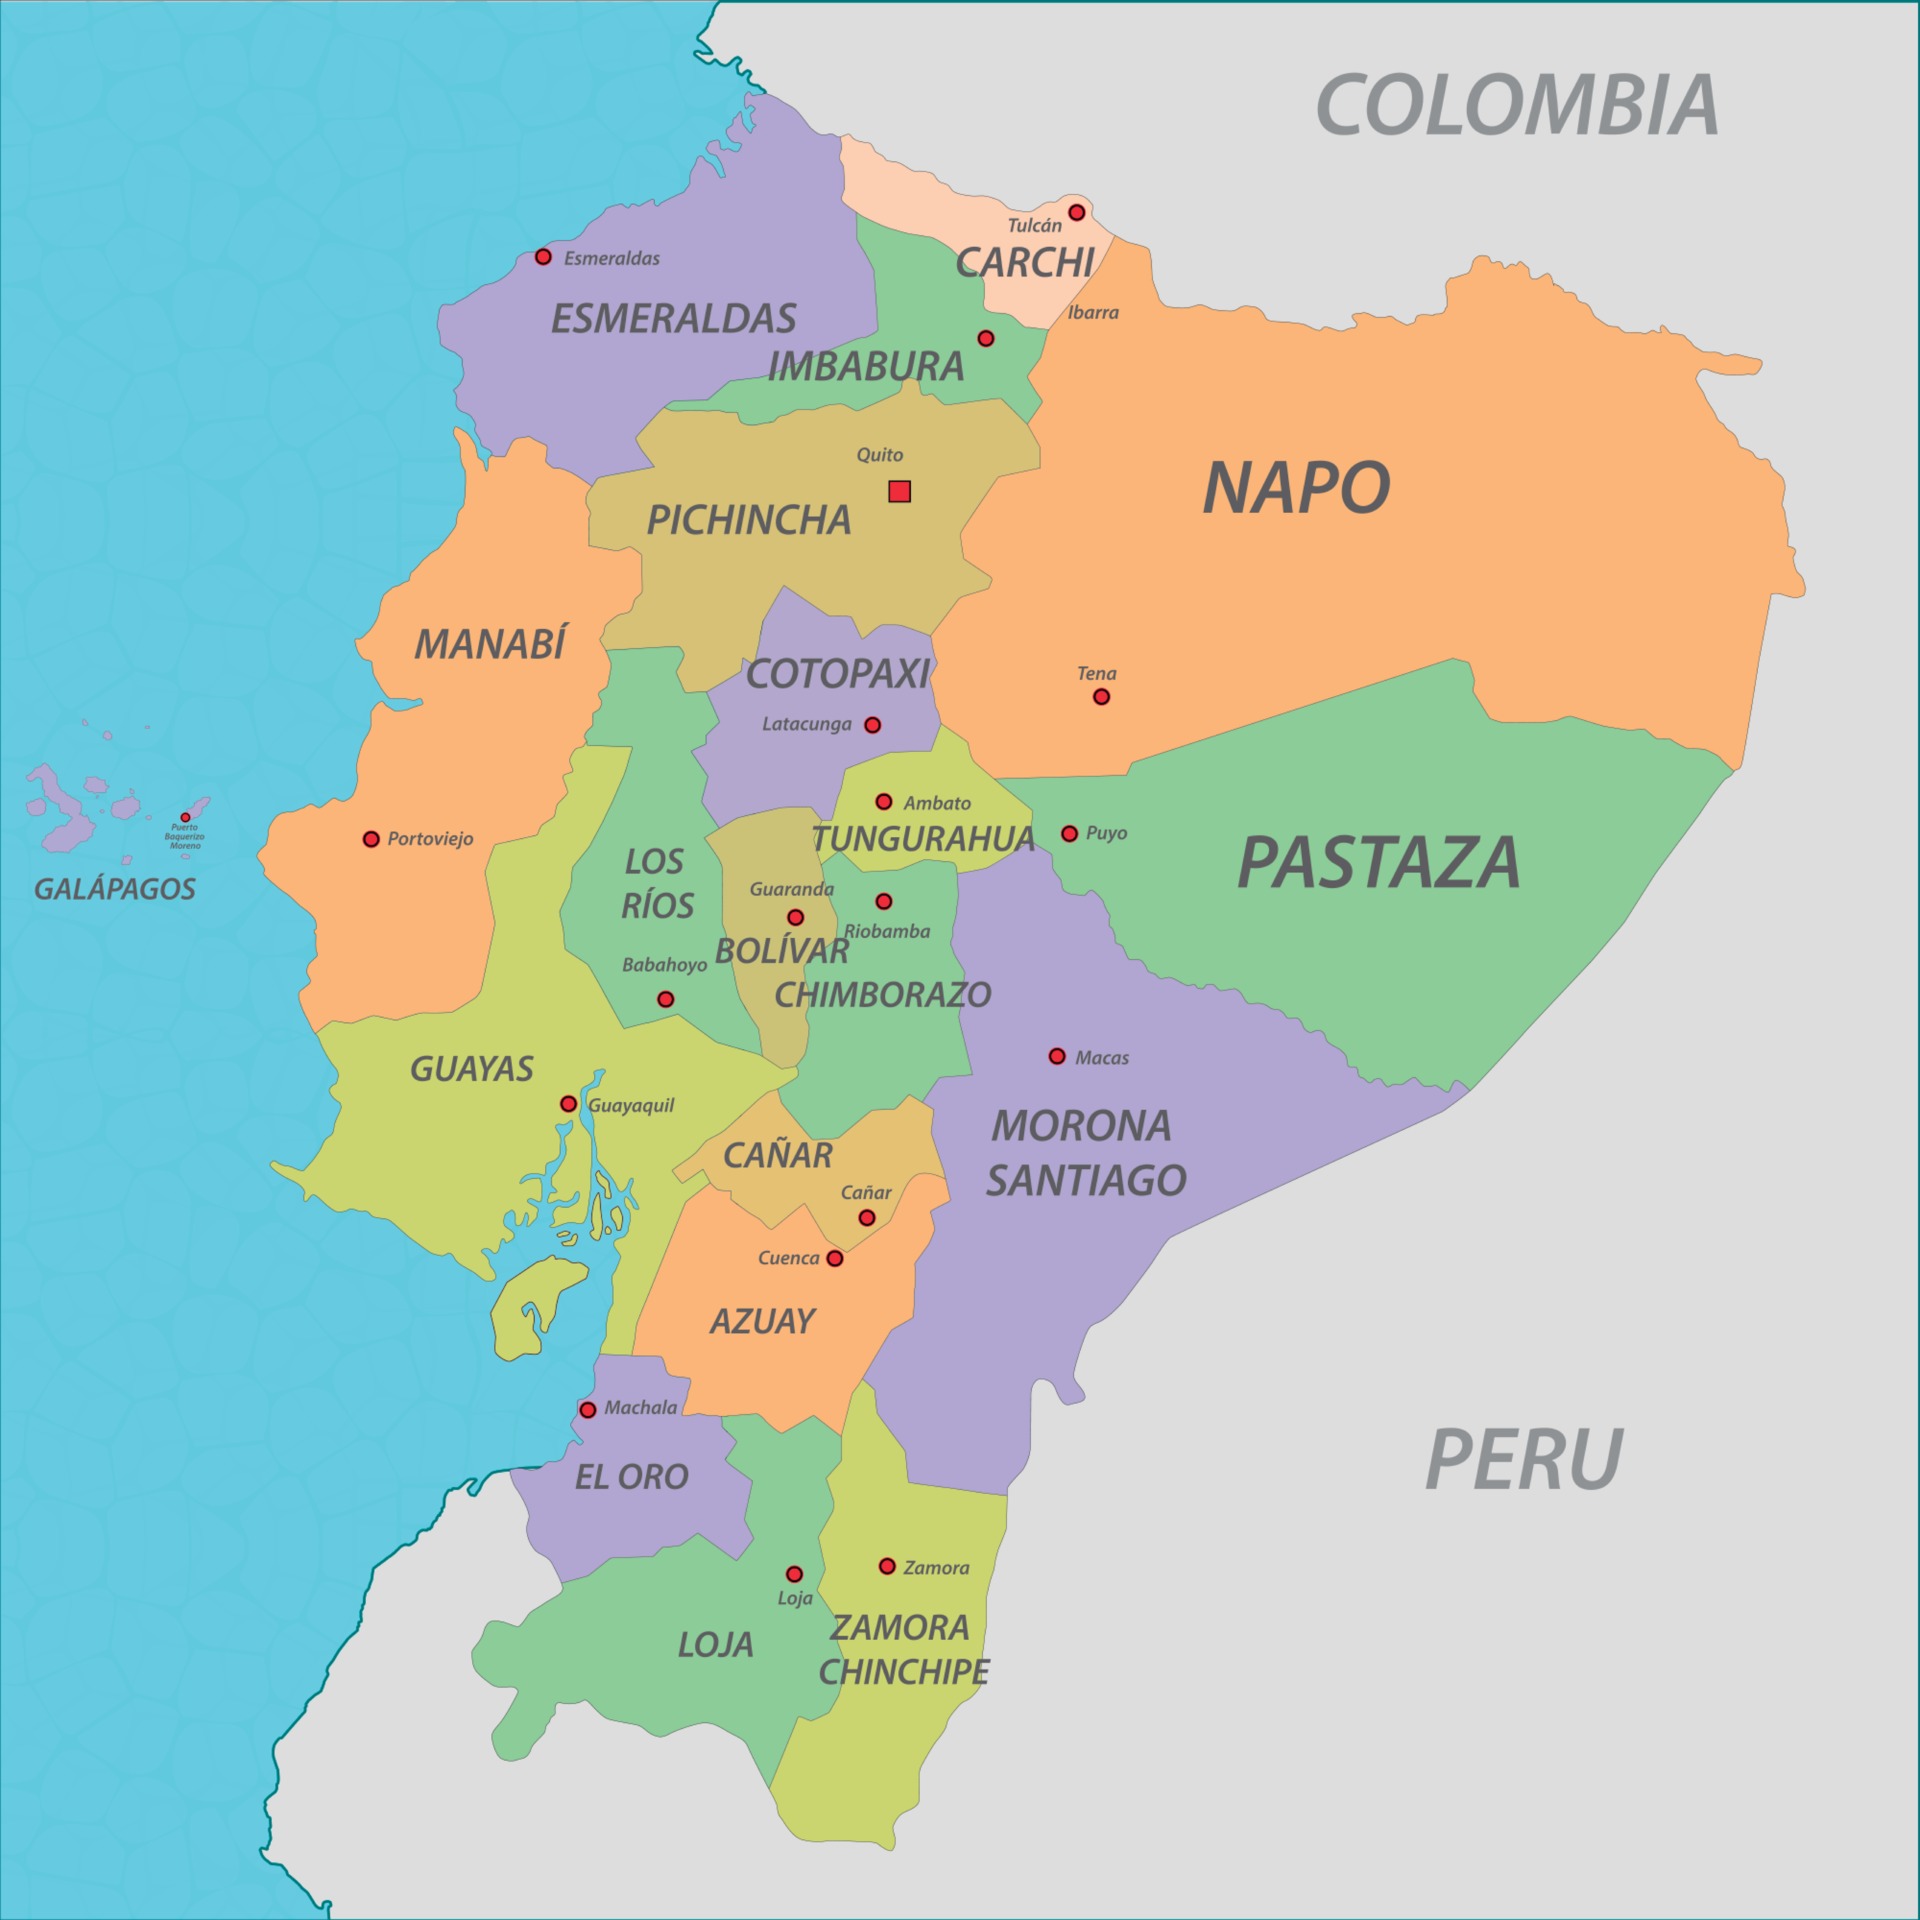 COLOMBIA
Tulcán
CARCHI
Esmeraldas
ESMERALDAS
Ibarra
IMBABURA
Quito
PICHINCHA
NAPO
MANABÍ
COTOPAXI
Tena
Latacunga
Ambato
TUNGURAHUA
Puyo
PASTAZA
Puerto
Baquerizo
Moreno
GALÁPAGOS
Portoviejo
LOS
RÍOS
Guaranda
BOLÍVAR
Riobamba
Babahoyo
CHIMBORAZO
Macas
GUAYAS
Guayaquil
MORONA
SANTIAGO
CAÑAR
Cañar
Cuenca
AZUAY
Machala
EL ORO
PERU
Zamora
Loja
LOJA
ZAMORA
CHINCHIPE